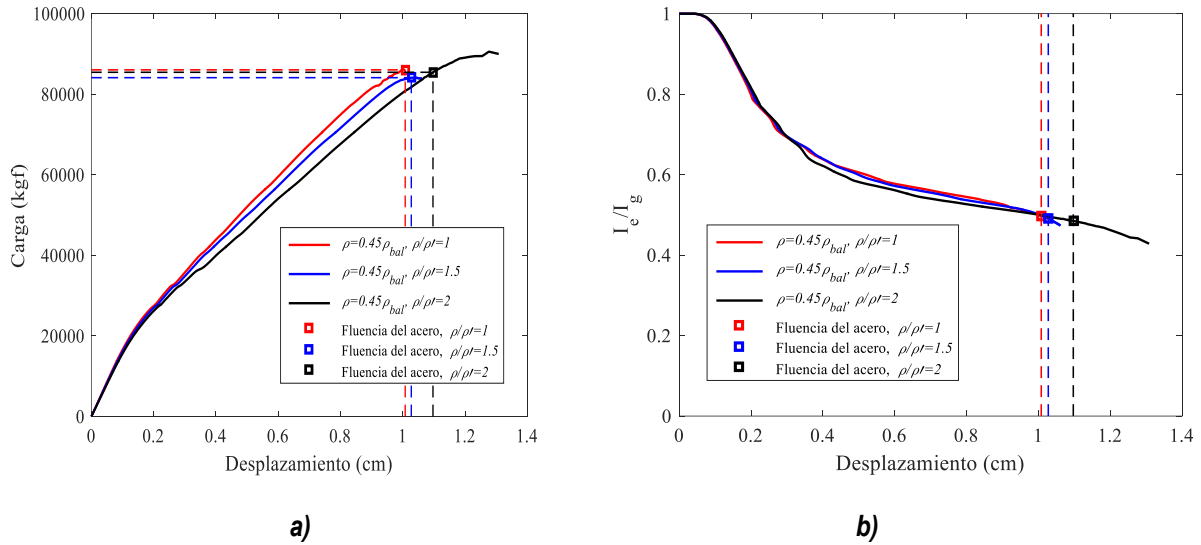 100000
80000
60000
40000
20000
0
Carga (kgf)
0 0.2 0.4 0.6 0.8 1 1.2 1.4
Desplazamiento (cm)
ρ=0.45ρbal, ρ/ρ′=1
ρ=0.45ρbal, ρ/ρ′=1.5
ρ=0.45ρbal, ρ/ρ′=2
Fluencia del acero, ρ/ρ′=1
Fluencia del acero, ρ/ρ′=1.5
Fluencia del acero, ρ/ρ′=2
a)
1
0.8
0.6
0.4
0.2
0
Ie/Ig
0 0.2 0.4 0.6 0.8 1 1.2 1.4
Desplazamiento (cm)
ρ=0.45ρbal, ρ/ρ′=1
ρ=0.45ρbal, ρ/ρ′=1.5
ρ=0.45ρbal, ρ/ρ′=2
Fluencia del acero, ρ/ρ′=1
Fluencia del acero, ρ/ρ′=1.5
Fluencia del acero, ρ/ρ′=2
b)